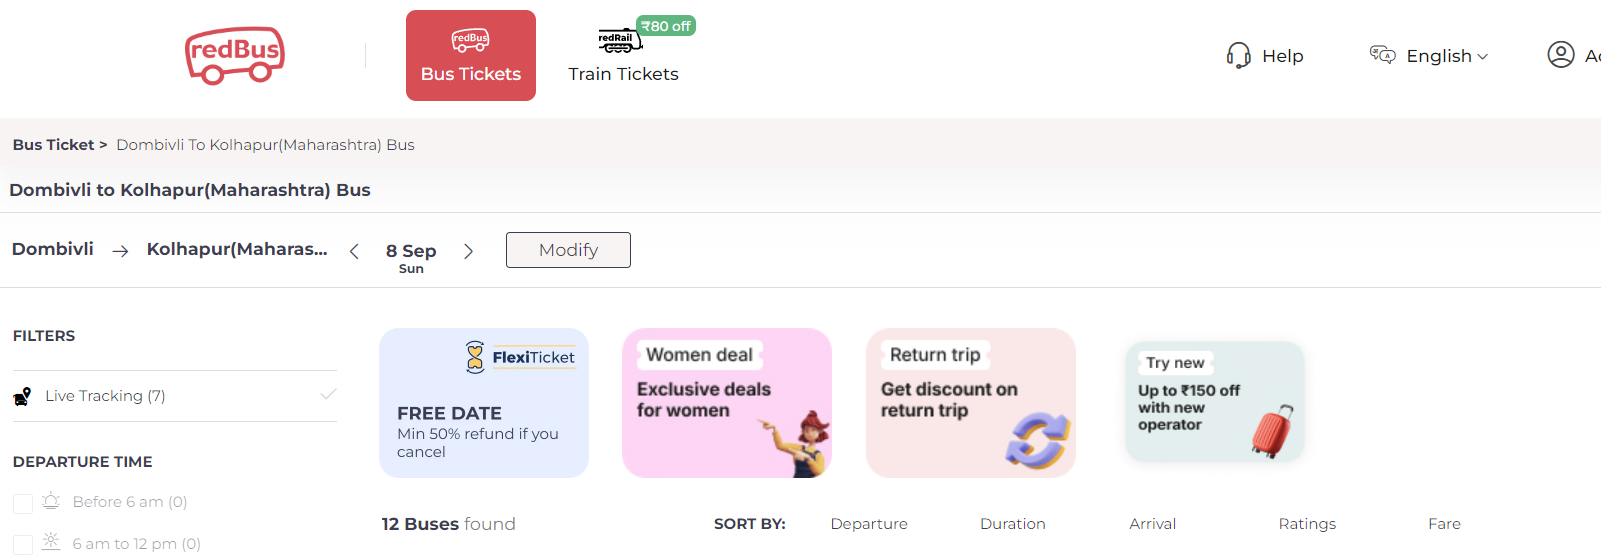 redBus
redBus
Bus Tickets
₹80 off
redRail
Train Tickets
Help
English
Bus Ticket > Dombivli To Kolhapur(Maharashtra) Bus
Dombivli to Kolhapur(Maharashtra) Bus
Dombivli → Kolhapur(Maharas... < 8 Sep > Modify
Sun
FILTERS
Live Tracking (7)
DEPARTURE TIME
Before 6 am (0)
6 am to 12 pm (0)
FlexiTicket
FREE DATE
Min 50% refund if you
cancel
Women deal
Exclusive deals
for women
Return trip
Get discount on
return trip
Try new
Up to ₹150 off
with new
operator
12 Buses found
SORT BY: Departure Duration Arrival Ratings Fare